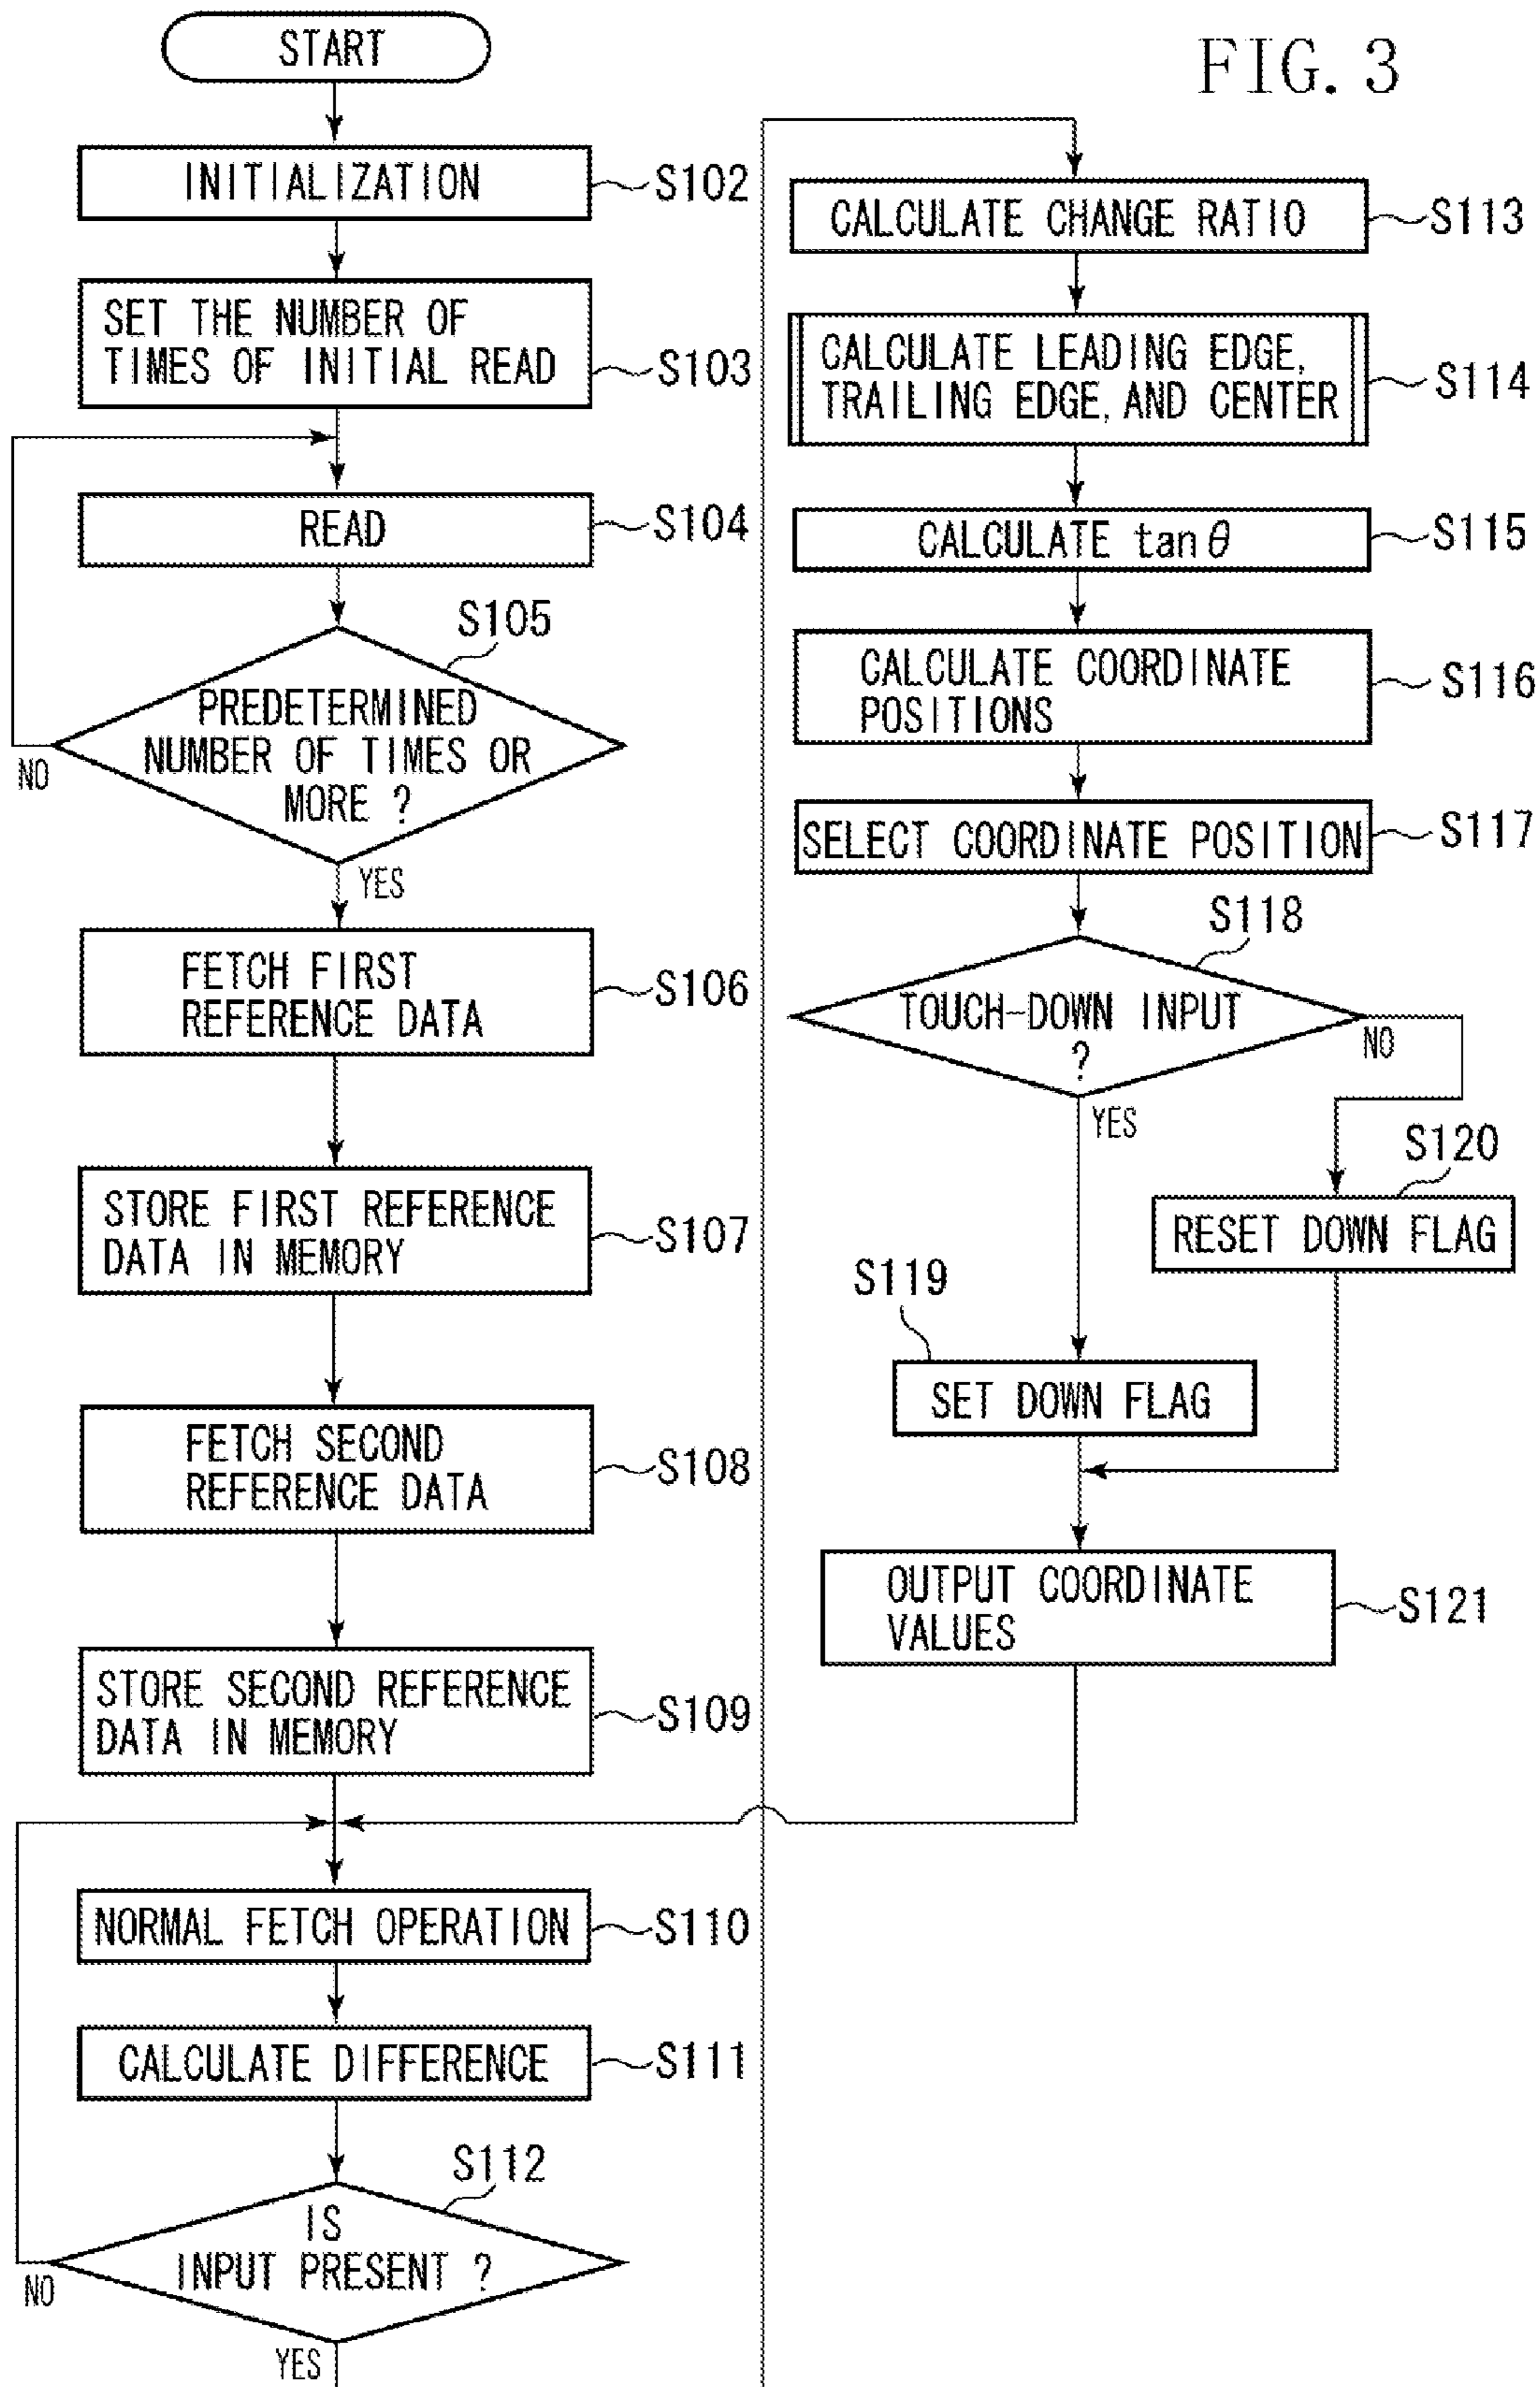 FIG. 3
START
INITIALIZATION
S102
SET THE NUMBER OF
TIMES OF INITIAL READ
S103
READ
S104
S105
PREDETERMINED
NUMBER OF TIMES OR
MORE ?
NO
YES
FETCH FIRST
REFERENCE DATA
S106
STORE FIRST REFERENCE
DATA IN MEMORY
S107
FETCH SECOND
REFERENCE DATA
S108
STORE SECOND REFERENCE
DATA IN MEMORY
S109
NORMAL FETCH OPERATION
S110
CALCULATE DIFFERENCE
S111
S112
IS
INPUT PRESENT ?
NO
YES
CALCULATE CHANGE RATIO
S113
CALCULATE LEADING EDGE,
TRAILING EDGE, AND CENTER
S114
CALCULATE tan θ
S115
CALCULATE COORDINATE
POSITIONS
S116
SELECT COORDINATE POSITION
S117
S118
TOUCH-DOWN INPUT
?
NO
YES
S120
RESET DOWN FLAG
S119
SET DOWN FLAG
OUTPUT COORDINATE
VALUES
S121